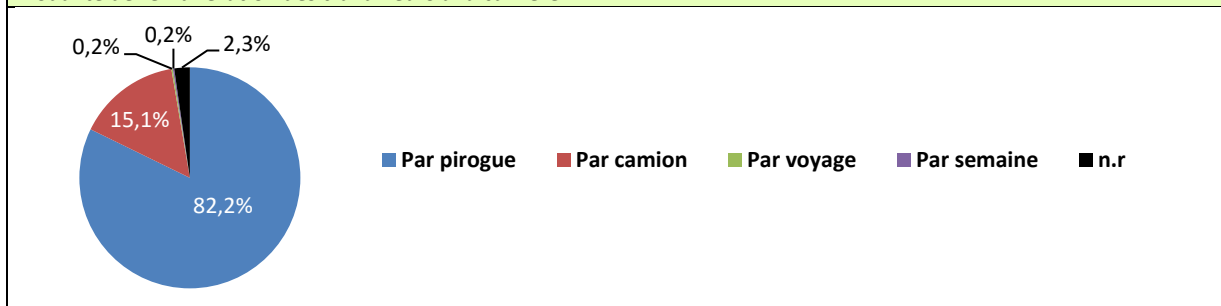 0,2% 0,2% 2,3%
15,1%
Par pirogue Par camion Par voyage Par semaine n.r
82,2%